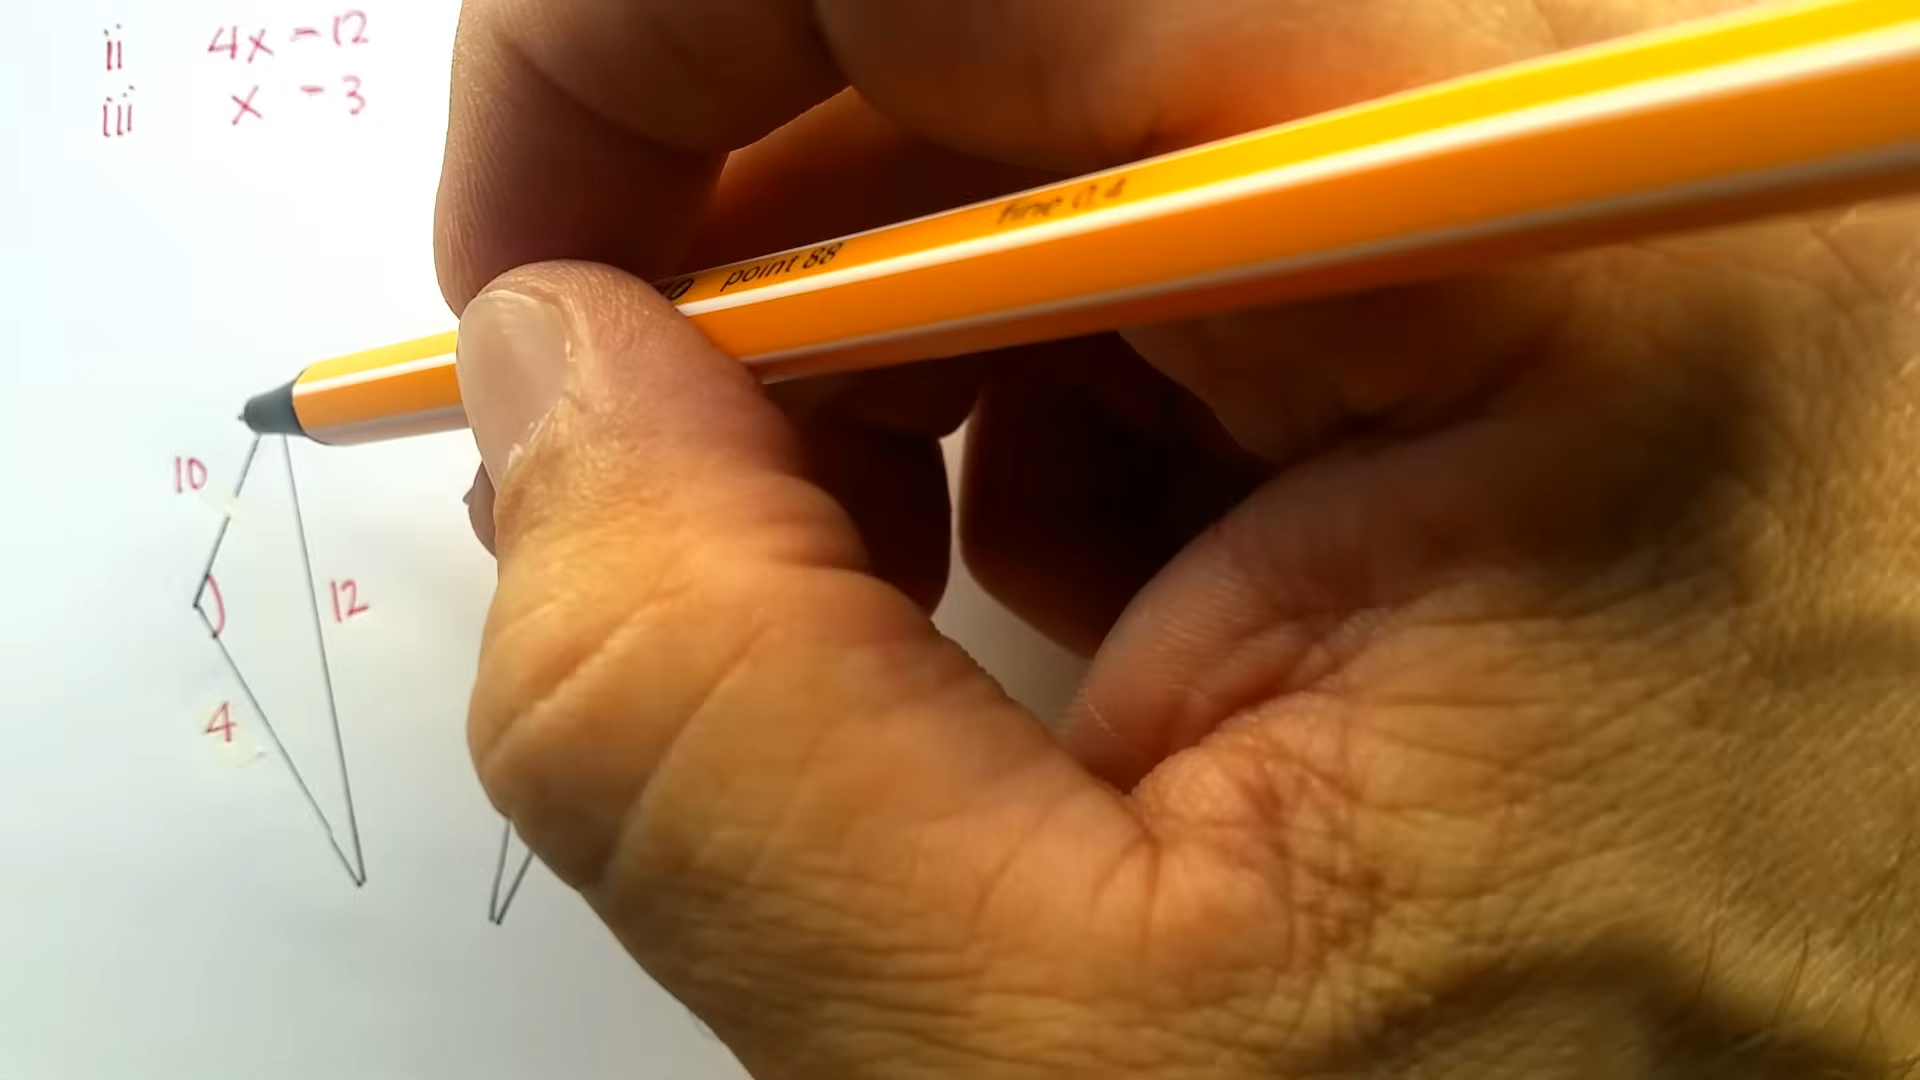 ii 4x = 12
iii x = 3
point 88 fine 0.4
10
12
4